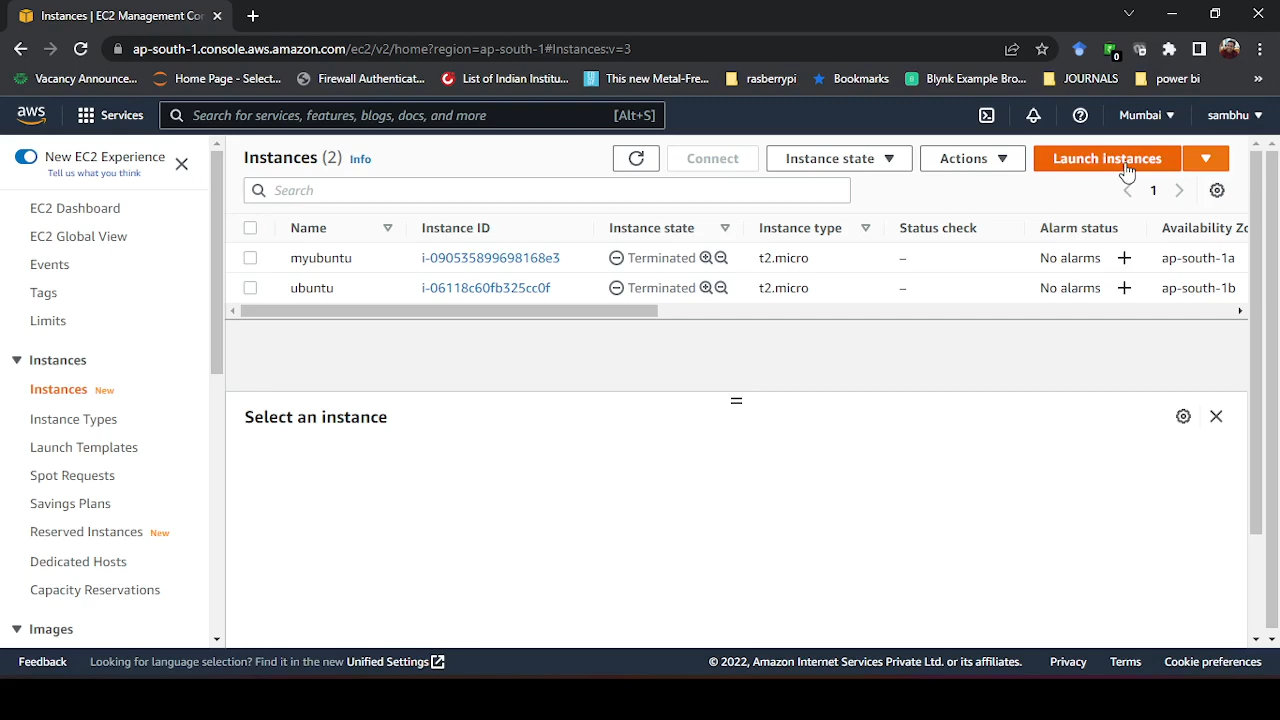 Instances | EC2 Management Cor
ap-south-1.console.aws.amazon.com/ec2/v2/home?region=ap-south-1#Instances:v=3
0
Vacancy Announce...
Home Page - Select...
Firewall Authenticat...
List of Indian Institu...
This new Metal-Fre...
rasberrypi
Bookmarks
Blynk Example Bro...
JOURNALS
power bi
aws
Services
Search for services, features, blogs, docs, and more
[Alt+S]
Mumbai
sambhu
New EC2 Experience
Tell us what you think
EC2 Dashboard
EC2 Global View
Events
Tags
Limits
Instances
Instances New
Instance Types
Launch Templates
Spot Requests
Savings Plans
Reserved Instances New
Dedicated Hosts
Capacity Reservations
Images
Instances (2) Info
Connect
Instance state
Actions
Launch instances
Search
1
Name Instance ID Instance state Instance type Status check Alarm status Availability Zo
myubuntu i-090535899698168e3 Terminated t2.micro – No alarms + ap-south-1a
ubuntu i-06118c60fb325cc0f Terminated t2.micro – No alarms + ap-south-1b
Select an instance
Feedback
Looking for language selection? Find it in the new Unified Settings
© 2022, Amazon Internet Services Private Ltd. or its affiliates.
Privacy
Terms
Cookie preferences